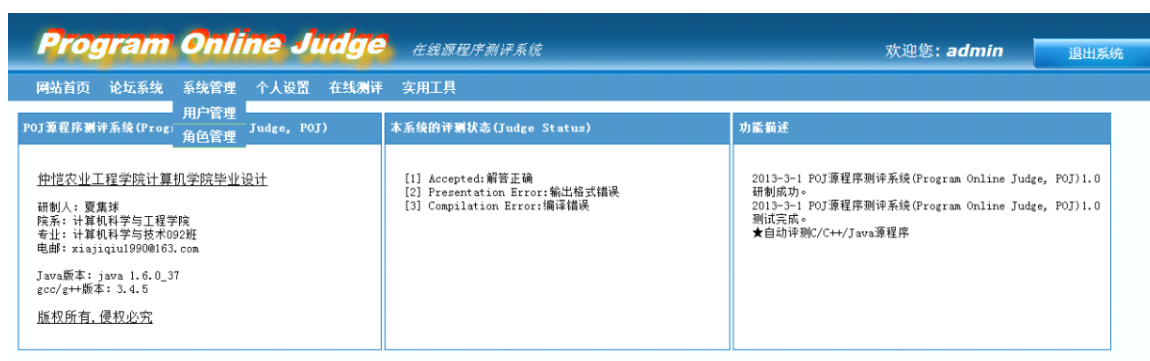 Program Online Judge 在线源程序测评系统 欢迎您: admin 退出系统
网站首页 论坛系统 系统管理 个人设置 在线测评 实用工具
用户管理
角色管理
POJ源程序测评系统(Prog Judge, POJ)
本系统的评测状态(Judge Status)
功能描述
仲恺农业工程学院计算机学院毕业设计
研制人: 夏集球
院系: 计算机科学与工程学院
专业: 计算机科学与技术092班
电邮: xiajiqiu1990@163.com
Java版本: java 1.6.0_37
gcc/g++版本: 3.4.5
版权所有,侵权必究
[1] Accepted:解答正确
[2] Presentation Error:输出格式错误
[3] Compilation Error:编译错误
2013-3-1 POJ源程序测评系统(Program Online Judge, POJ)1.0
研制成功。
2013-3-1 POJ源程序测评系统(Program Online Judge, POJ)1.0
测试完成。
★自动评测C/C++/Java源程序